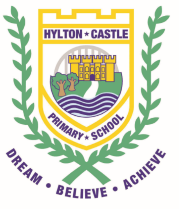 HYLTON ★ CASTLE
PRIMARY ★ SCHOOL
DREAM • BELIEVE • ACHIEVE